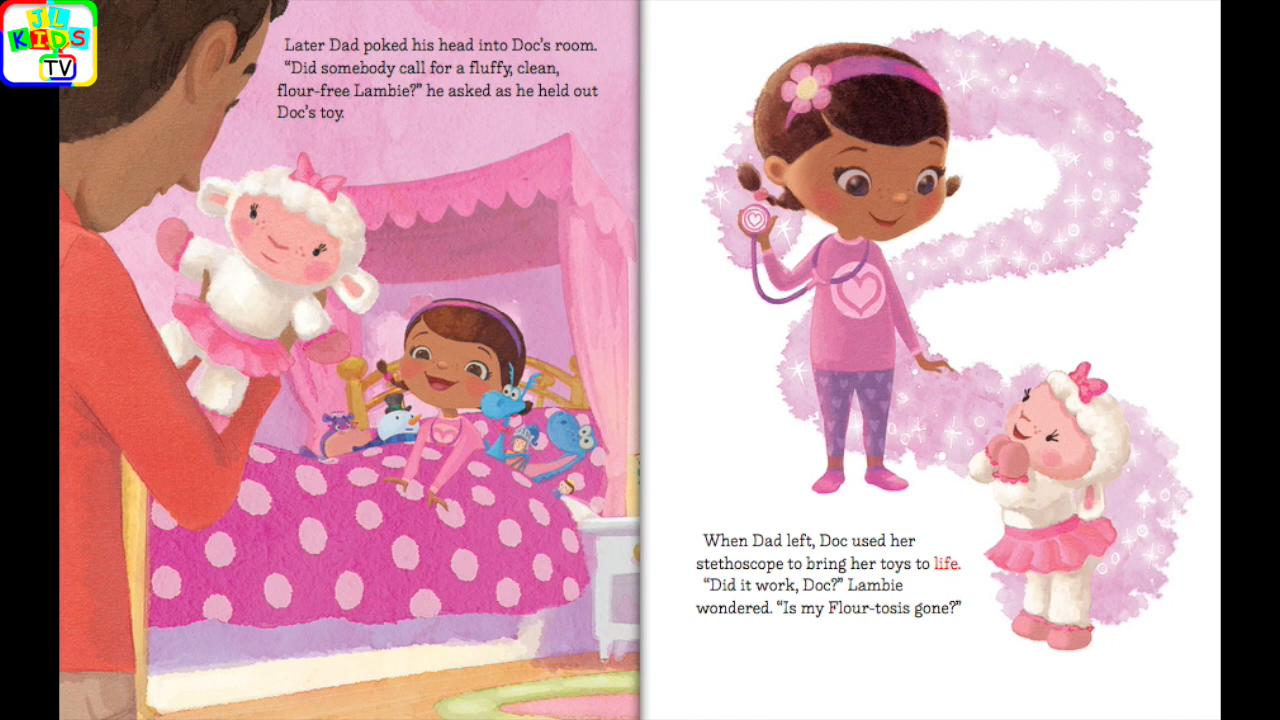 JL
KIDS
TV
Later Dad poked his head into Doc's room.
"Did somebody call for a fluffy, clean,
flour-free Lambie?" he asked as he held out
Doc's toy.
When Dad left, Doc used her
stethoscope to bring her toys to life.
"Did it work, Doc?" Lambie
wondered. "Is my Flour-tosis gone?"